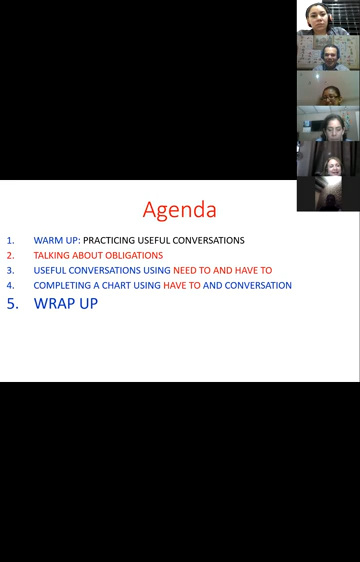 Agenda
1. WARM UP: PRACTICING USEFUL CONVERSATIONS
2. TALKING ABOUT OBLIGATIONS
3. USEFUL CONVERSATIONS USING NEED TO AND HAVE TO
4. COMPLETING A CHART USING HAVE TO AND CONVERSATION
5. WRAP UP